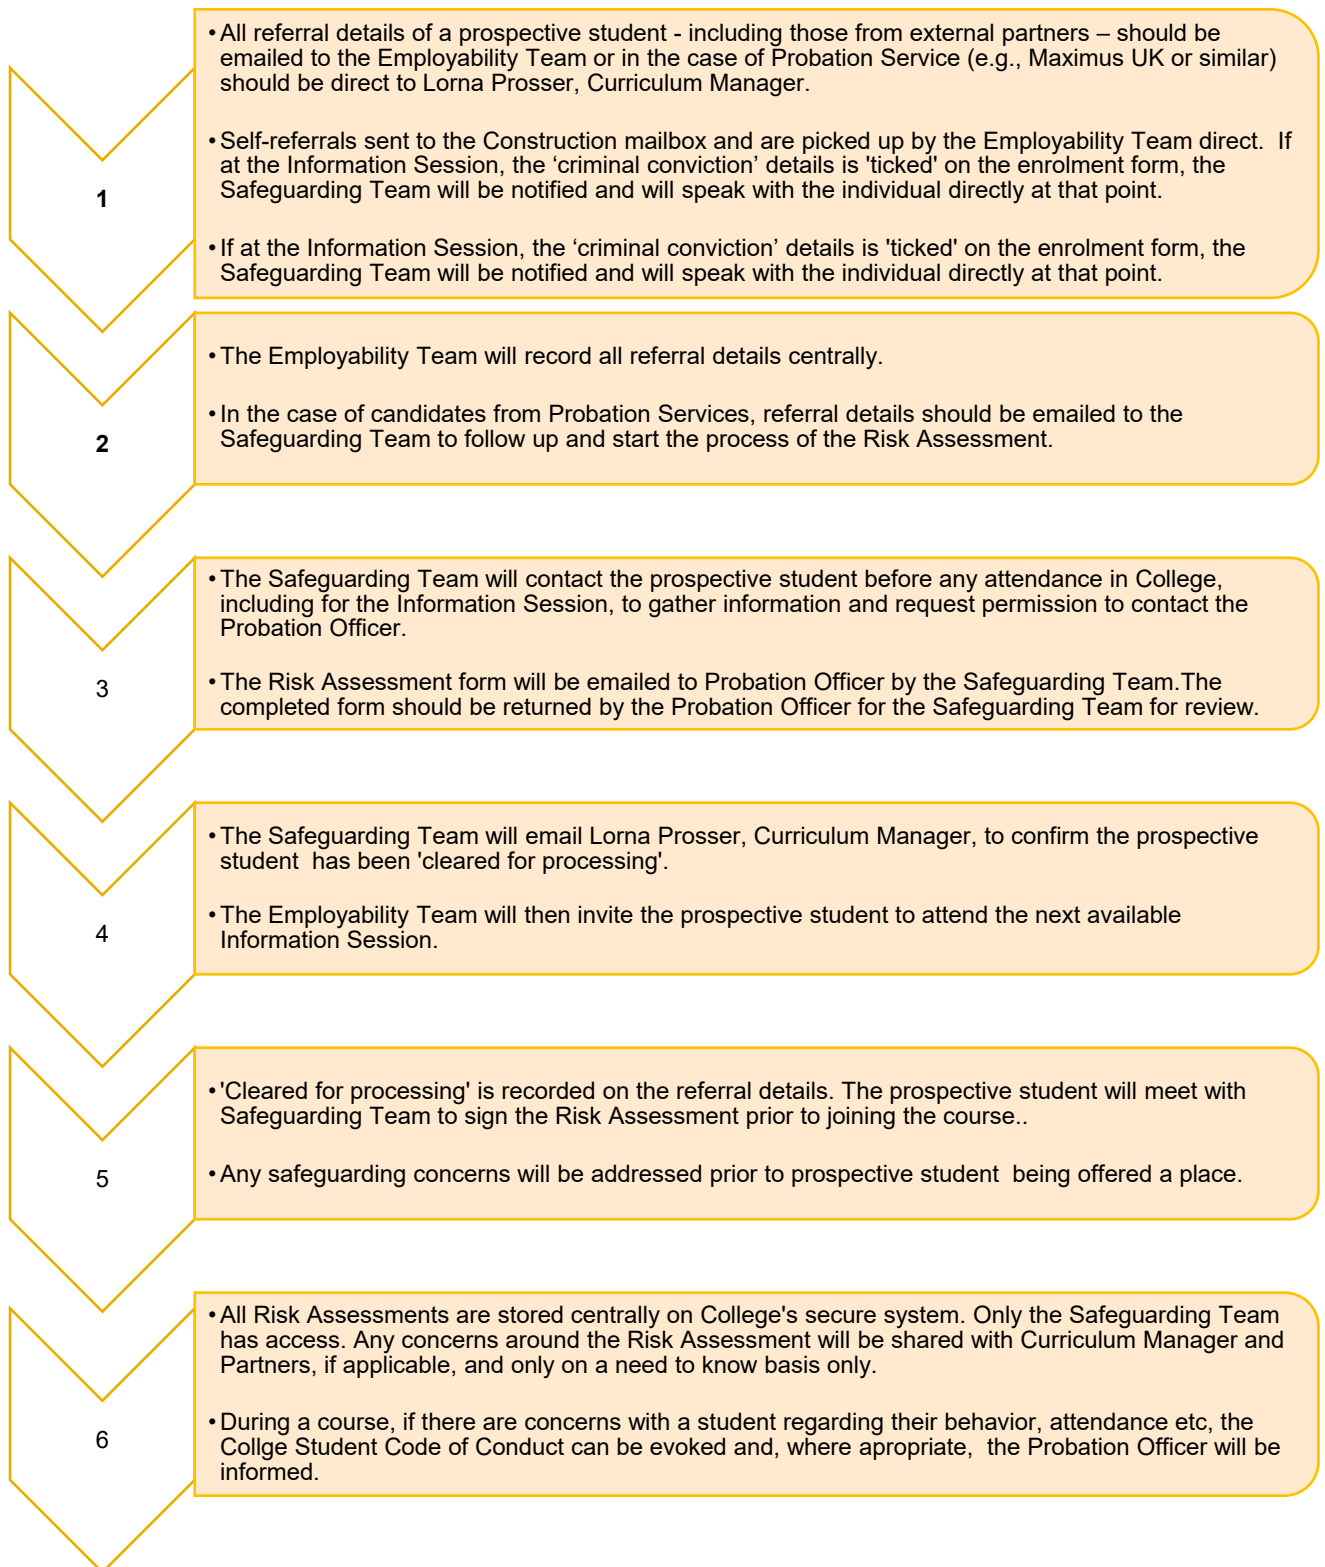 • All referral details of a prospective student - including those from external partners – should be
emailed to the Employability Team or in the case of Probation Service (e.g., Maximus UK or similar)
should be direct to Lorna Prosser, Curriculum Manager.
• Self-referrals sent to the Construction mailbox and are picked up by the Employability Team direct.  If
at the Information Session, the ‘criminal conviction’ details is 'ticked' on the enrolment form, the
Safeguarding Team will be notified and will speak with the individual directly at that point.
• If at the Information Session, the ‘criminal conviction’ details is 'ticked' on the enrolment form, the
Safeguarding Team will be notified and will speak with the individual directly at that point.
1
• The Employability Team will record all referral details centrally.
• In the case of candidates from Probation Services, referral details should be emailed to the
Safeguarding Team to follow up and start the process of the Risk Assessment.
2
• The Safeguarding Team will contact the prospective student before any attendance in College,
including for the Information Session, to gather information and request permission to contact the
Probation Officer.
• The Risk Assessment form will be emailed to Probation Officer by the Safeguarding Team.The
completed form should be returned by the Probation Officer for the Safeguarding Team for review.
3
• The Safeguarding Team will email Lorna Prosser, Curriculum Manager, to confirm the prospective
student  has been 'cleared for processing'.
• The Employability Team will then invite the prospective student to attend the next available
Information Session.
4
• 'Cleared for processing' is recorded on the referral details. The prospective student will meet with
Safeguarding Team to sign the Risk Assessment prior to joining the course..
• Any safeguarding concerns will be addressed prior to prospective student  being offered a place.
5
• All Risk Assessments are stored centrally on College's secure system. Only the Safeguarding Team
has access. Any concerns around the Risk Assessment will be shared with Curriculum Manager and
Partners, if applicable, and only on a need to know basis only.
• During a course, if there are concerns with a student regarding their behavior, attendance etc, the
Collge Student Code of Conduct can be evoked and, where apropriate,  the Probation Officer will be
informed.
6